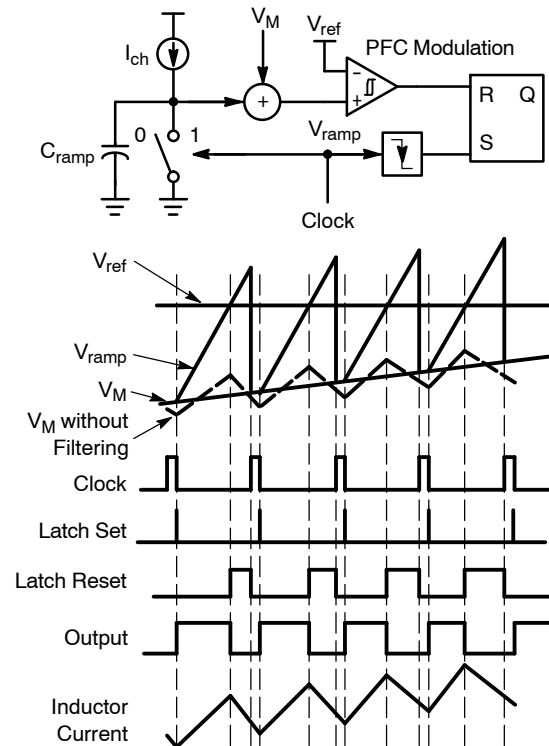 V_M
V_ref
PFC Modulation
I_ch
−
+
+
R Q
S
C_ramp
0 1
V_ramp
Clock
V_ref
V_ramp
V_M
V_M without
Filtering
Clock
Latch Set
Latch Reset
Output
Inductor
Current